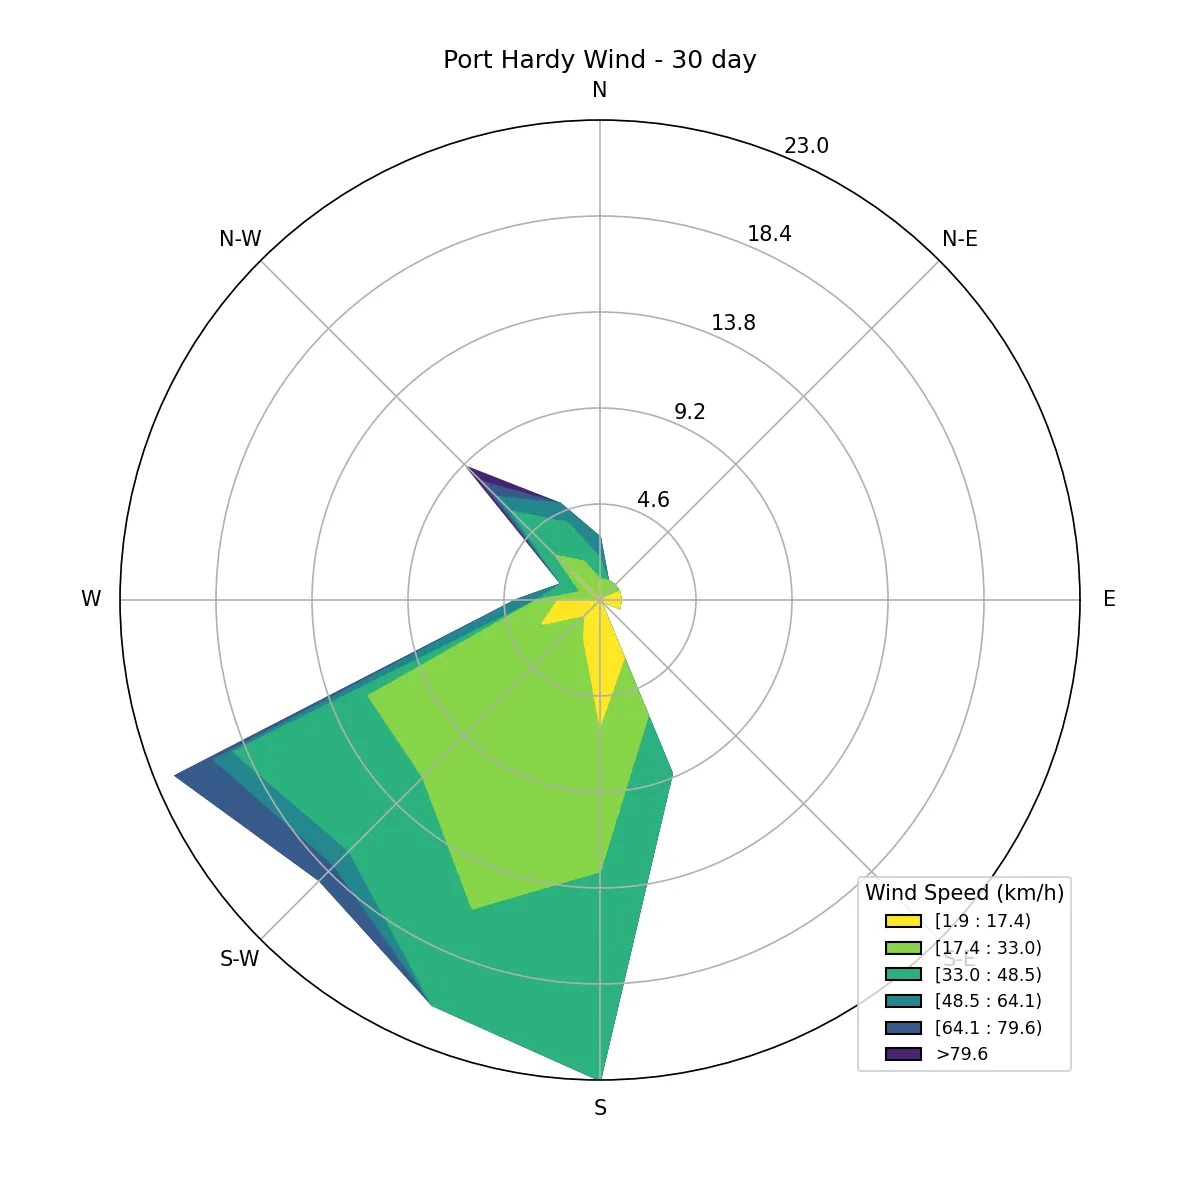 Port Hardy Wind - 30 day
N
23.0
18.4
N-W
N-E
13.8
9.2
4.6
W
E
Wind Speed (km/h)
[1.9 : 17.4)
[17.4 : 33.0)
S-W
S-E
[33.0 : 48.5)
[48.5 : 64.1)
[64.1 : 79.6)
>79.6
S